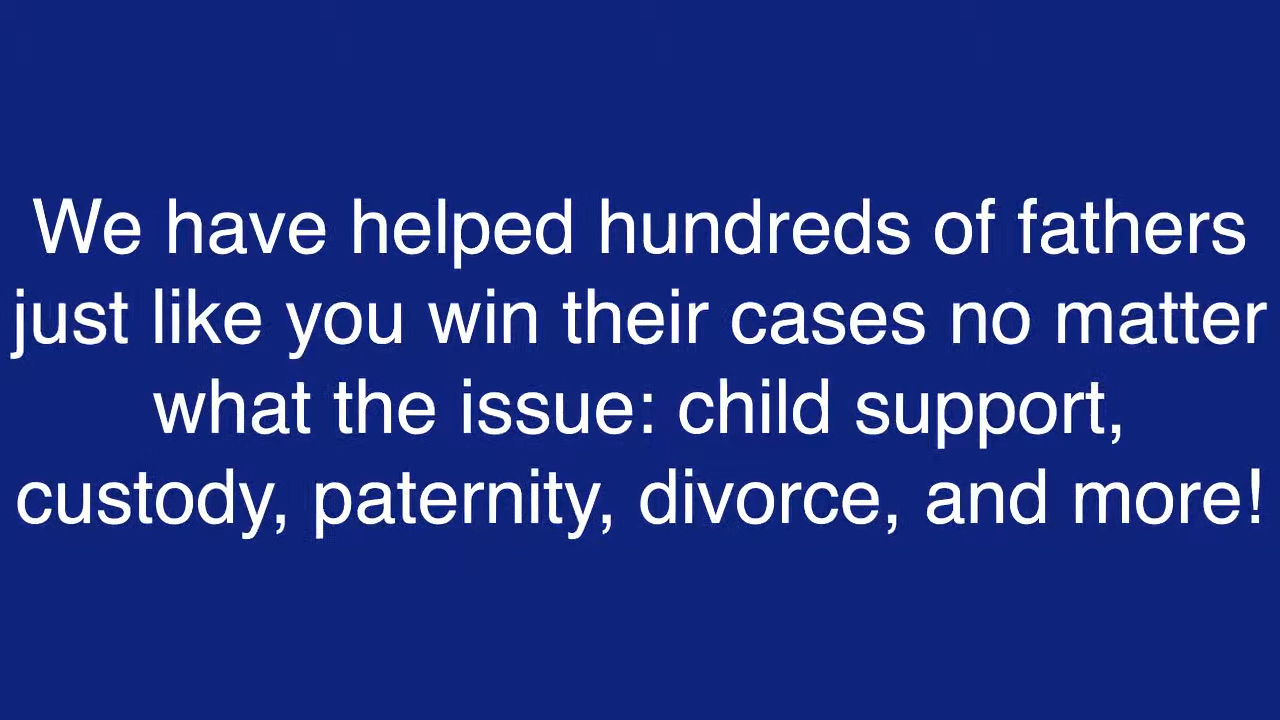 We have helped hundreds of fathers
just like you win their cases no matter
what the issue: child support,
custody, paternity, divorce, and more!